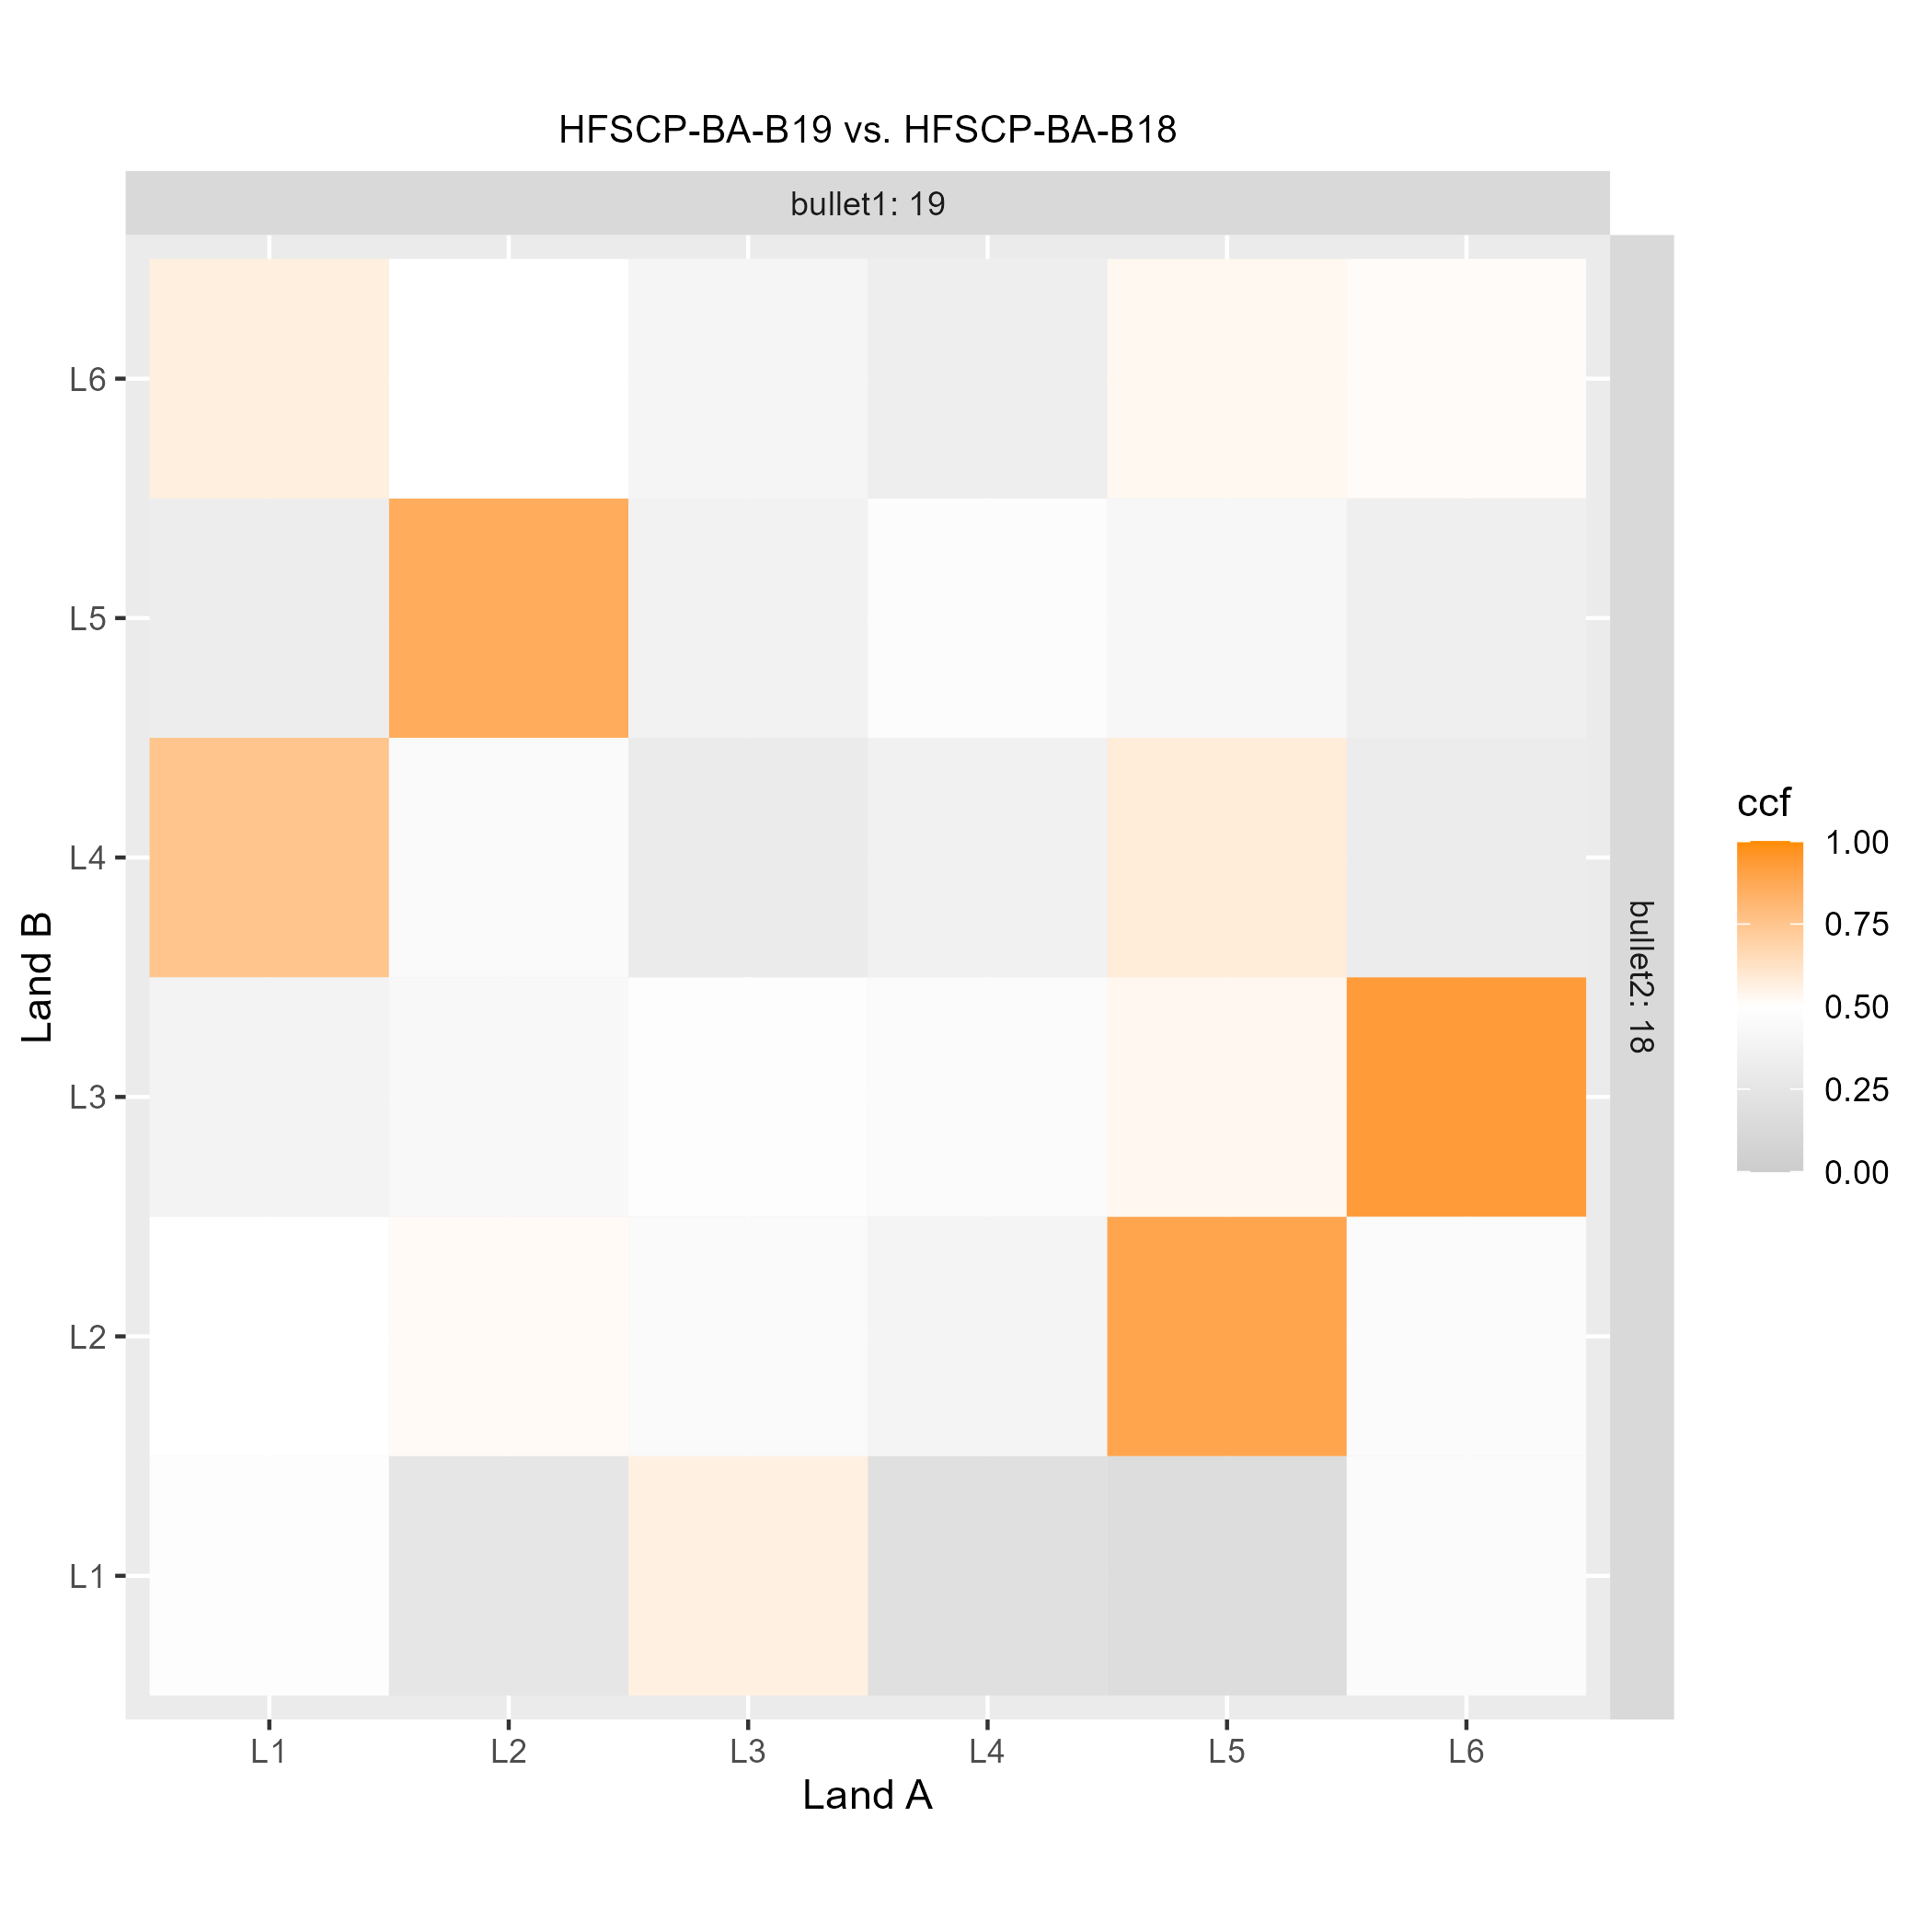 HFSCP-BA-B19 vs. HFSCP-BA-B18
bullet1: 19
L6
L5
L4
L3
L2
L1
Land B
bullet2: 18
ccf
1.00
0.75
0.50
0.25
0.00
L1 L2 L3 L4 L5 L6
Land A